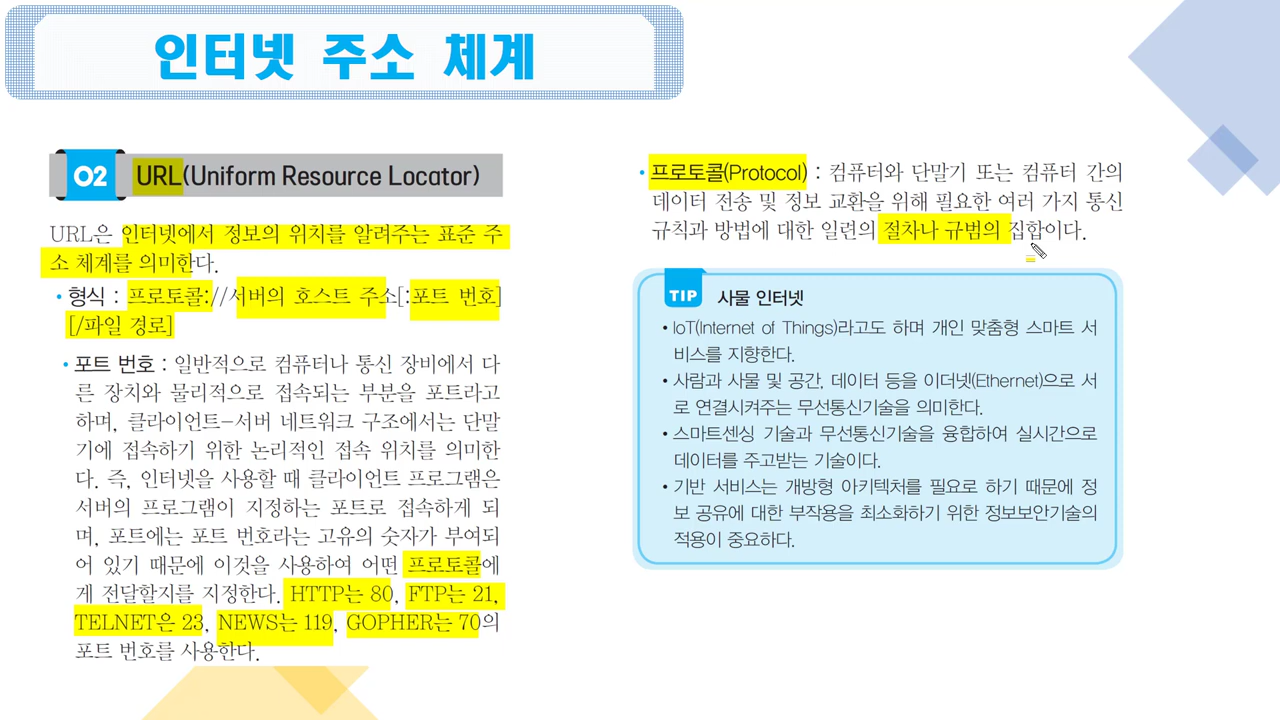 인터넷 주소 체계
02 URL(Uniform Resource Locator)
URL은 인터넷에서 정보의 위치를 알려주는 표준 주
소 체계를 의미한다.
• 형식 : 프로토콜://서버의 호스트 주소[:포트 번호]
[/파일 경로]
• 포트 번호 : 일반적으로 컴퓨터나 통신 장비에서 다
른 장치와 물리적으로 접속되는 부분을 포트라고
하며, 클라이언트-서버 네트워크 구조에서는 단말
기에 접속하기 위한 논리적인 접속 위치를 의미한
다. 즉, 인터넷을 사용할 때 클라이언트 프로그램은
서버의 프로그램이 지정하는 포트로 접속하게 되
며, 포트에는 포트 번호라는 고유의 숫자가 부여되
어 있기 때문에 이것을 사용하여 어떤 프로토콜에
게 전달할지를 지정한다. HTTP는 80, FTP는 21,
TELNET은 23, NEWS는 119, GOPHER는 70의
포트 번호를 사용한다.
• 프로토콜(Protocol) : 컴퓨터와 단말기 또는 컴퓨터 간의
데이터 전송 및 정보 교환을 위해 필요한 여러 가지 통신
규칙과 방법에 대한 일련의 절차나 규범의 집합이다.
TIP 사물 인터넷
• IoT(Internet of Things)라고도 하며 개인 맞춤형 스마트 서
비스를 지향한다.
• 사람과 사물 및 공간, 데이터 등을 이더넷(Ethernet)으로 서
로 연결시켜주는 무선통신기술을 의미한다.
• 스마트센싱 기술과 무선통신기술을 융합하여 실시간으로
데이터를 주고받는 기술이다.
• 기반 서비스는 개방형 아키텍처를 필요로 하기 때문에 정
보 공유에 대한 부작용을 최소화하기 위한 정보보안기술의
적용이 중요하다.